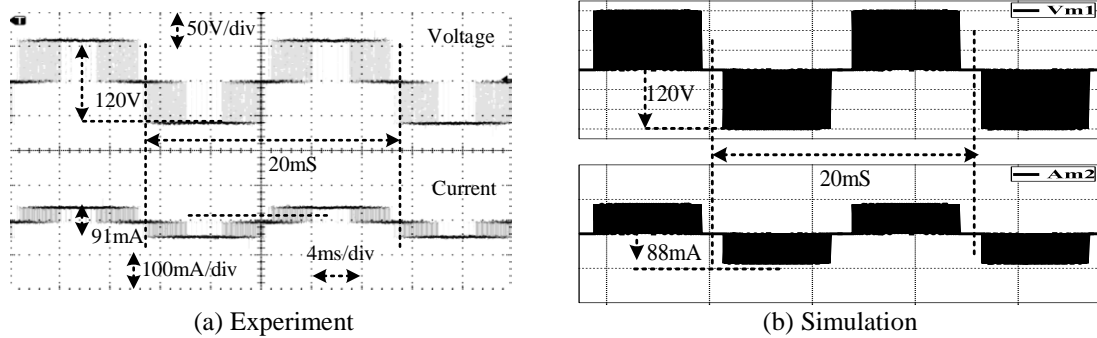 T
50V/div
Voltage
120V
20mS
Current
91mA
4ms/div
100mA/div
(a) Experiment
Vm1
120V
20mS
Am2
88mA
(b) Simulation